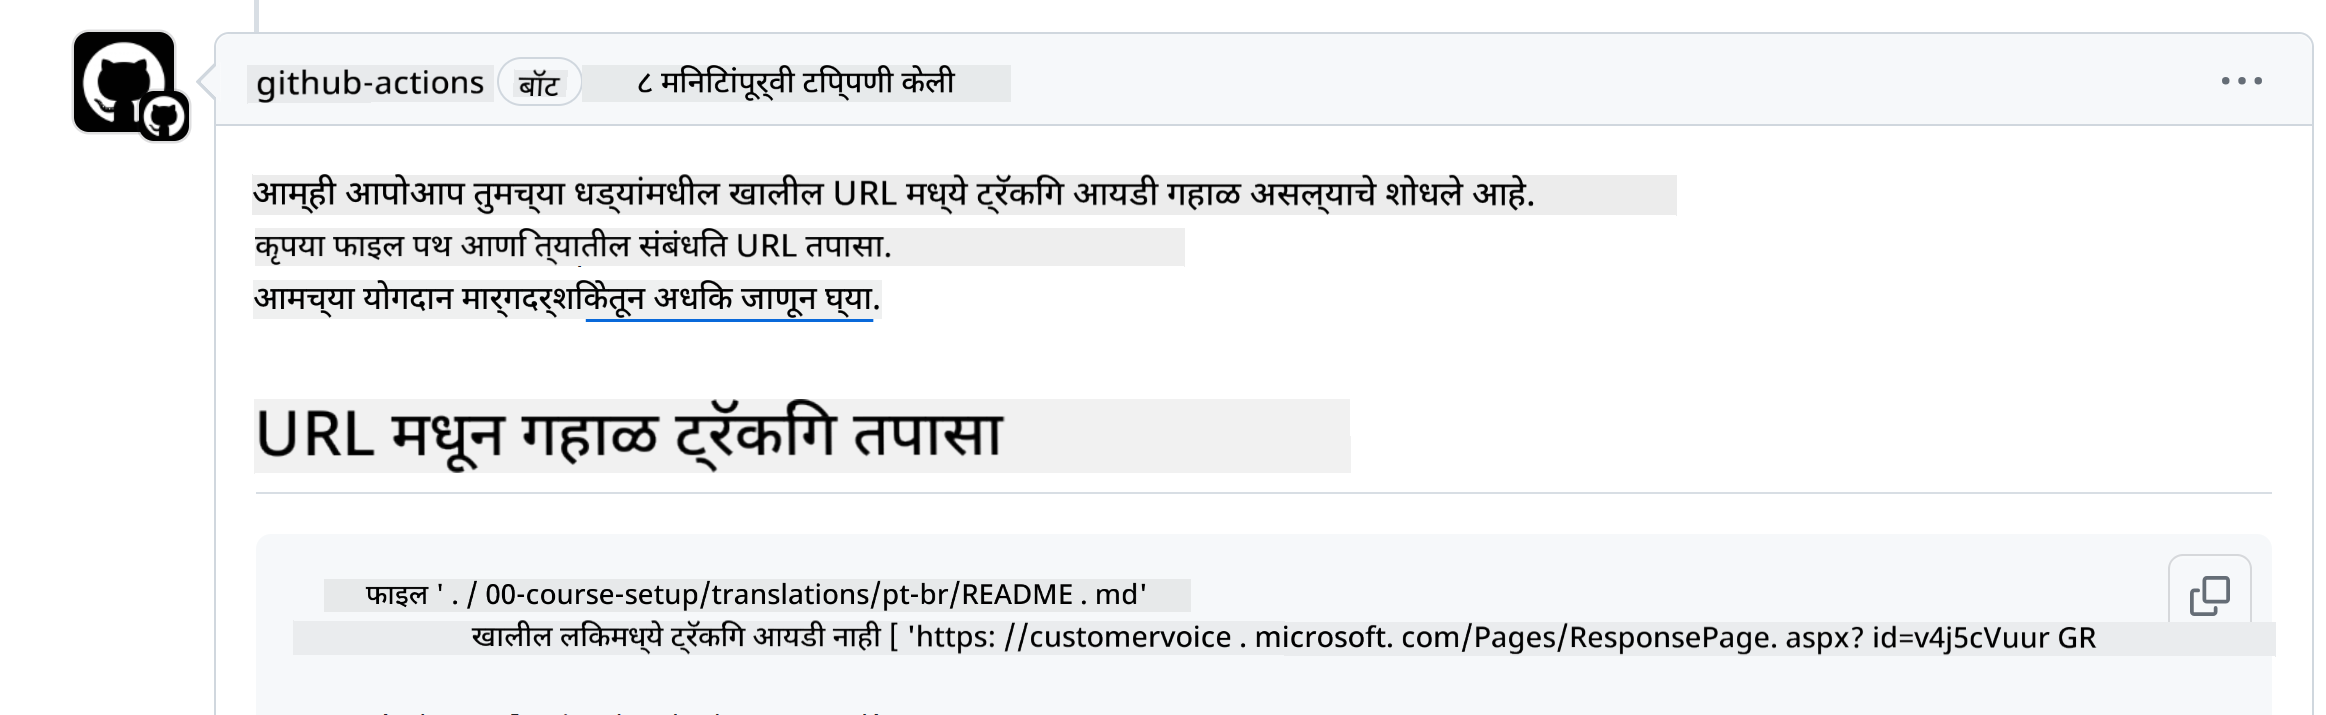 github-actions बॉट ८ मिनिटांपूर्वी टिप्पणी केली
आम्ही आपोआप तुमच्या धड्यांमधील खालील URL मध्ये ट्रॅकिंग आयडी गहाळ असल्याचे शोधले आहे.
कृपया फाइल पथ आणि त्यातील संबंधित URL तपासा.
आमच्या योगदान मार्गदर्शिकेतून अधिक जाणून घ्या.
URL मधून गहाळ ट्रॅकिंग तपासा
फाइल ' . / 00-course-setup/translations/pt-br/README . md'
खालील लिंकमध्ये ट्रॅकिंग आयडी नाही [ 'https: //customervoice . microsoft. com/Pages/ResponsePage. aspx? id=v4j5cVuur GR